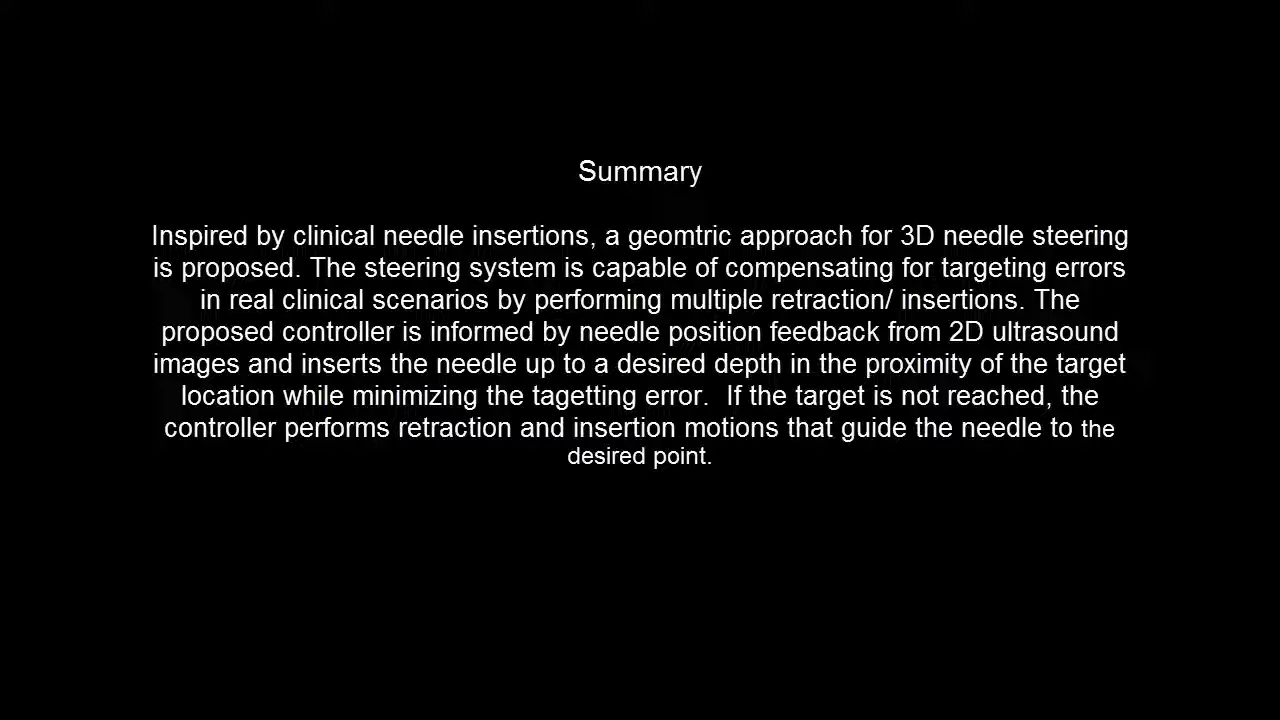 Summary
Inspired by clinical needle insertions, a geomtric approach for 3D needle steering
is proposed. The steering system is capable of compensating for targeting errors
in real clinical scenarios by performing multiple retraction/ insertions. The
proposed controller is informed by needle position feedback from 2D ultrasound
images and inserts the needle up to a desired depth in the proximity of the target
location while minimizing the tagetting error.  If the target is not reached, the
controller performs retraction and insertion motions that guide the needle to the
desired point.